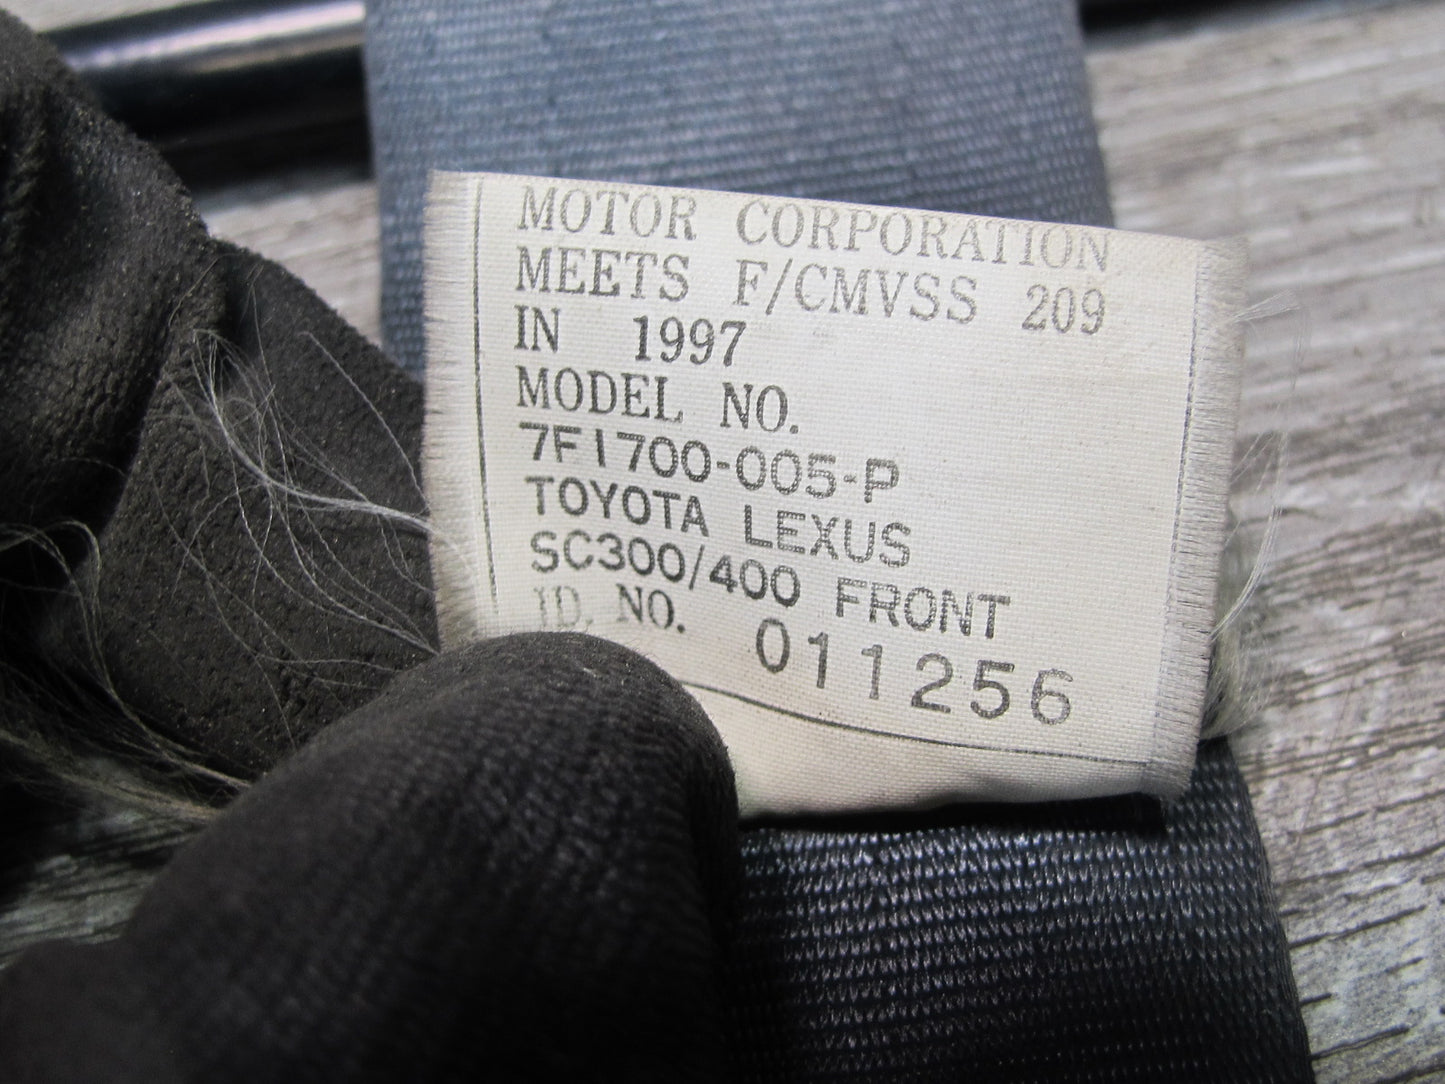 MOTOR CORPORATION
MEETS F/CMVSS 209
IN 1997
MODEL NO.
7F1700-005-P
TOYOTA LEXUS
SC300/400 FRONT
ID. NO. 011256